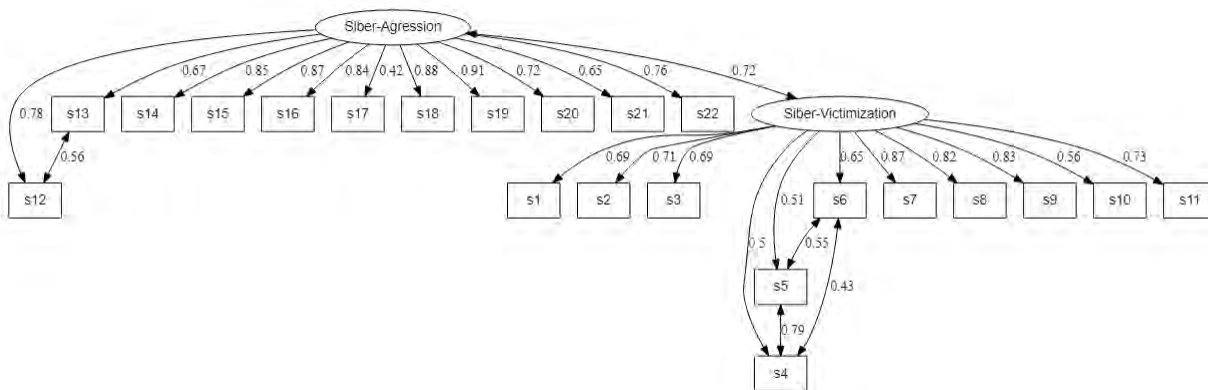 Siber-Agression
0.67 0.85 0.87 0.84 0.42 0.88 0.91 0.72 0.65 0.76 0.72
0.78 s13 s14 s15 s16 s17 s18 s19 s20 s21 s22 Siber-Victimization
0.56
0.69 0.71 0.69 0.65 0.87 0.82 0.83 0.56 0.73
s12 s1 s2 s3 s6 s7 s8 s9 s10 s11
0.51
0.5 0.55
s5 0.43
0.79
s4